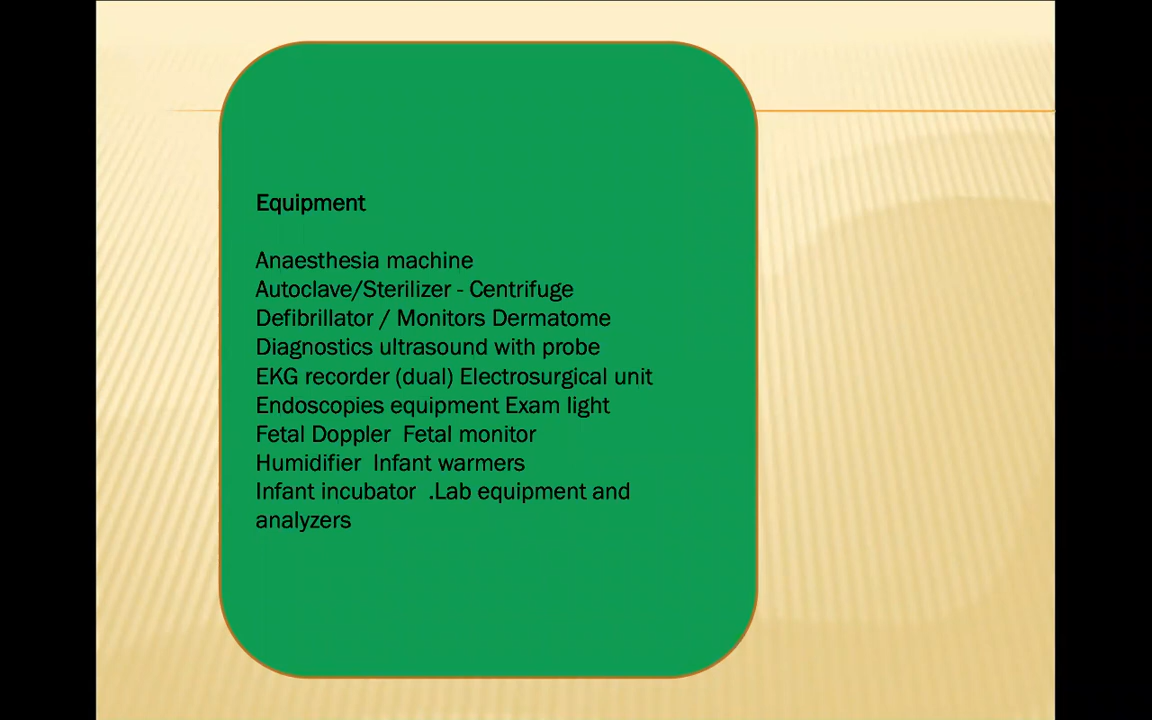 Equipment
Anaesthesia machine
Autoclave/Sterilizer - Centrifuge
Defibrillator / Monitors Dermatome
Diagnostics ultrasound with probe
EKG recorder (dual) Electrosurgical unit
Endoscopies equipment Exam light
Fetal Doppler  Fetal monitor
Humidifier  Infant warmers
Infant incubator  .Lab equipment and
analyzers